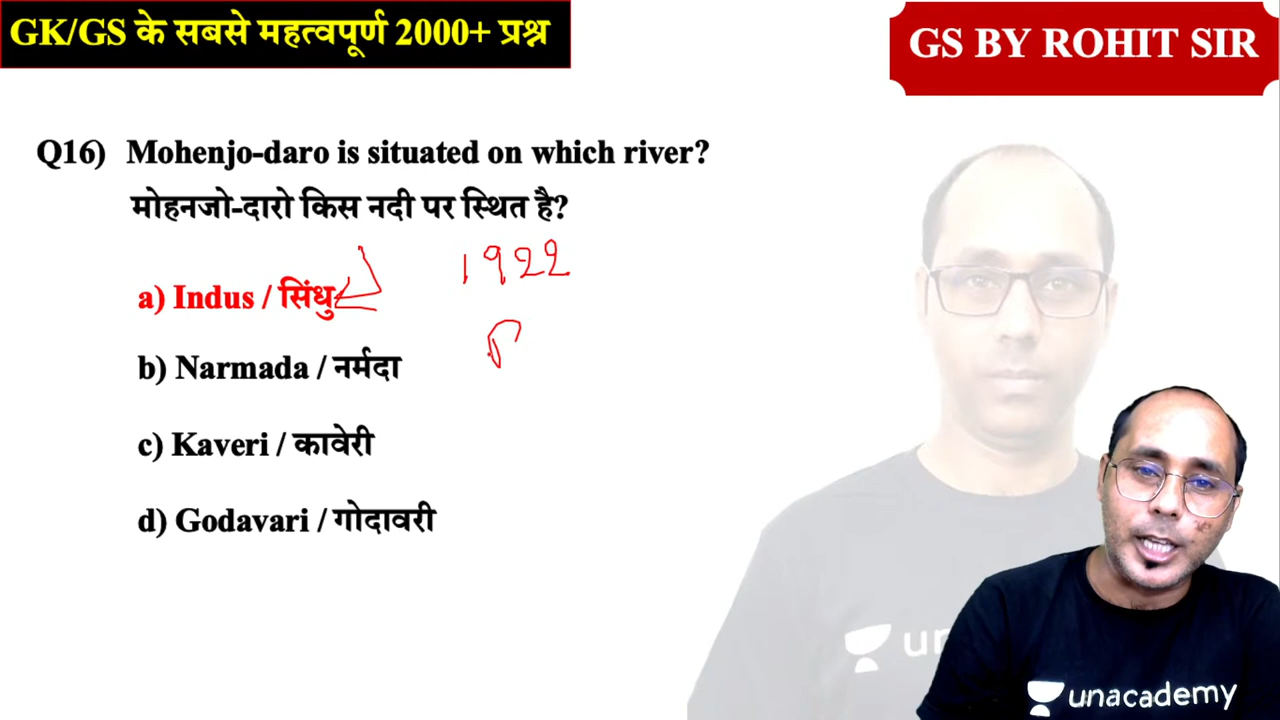 GK/GS के सबसे महत्वपूर्ण 2000+ प्रश्न
GS BY ROHIT SIR
Q16) Mohenjo-daro is situated on which river?
मोहनजो-दारो किस नदी पर स्थित है?
1922
a) Indus / सिंधु
b) Narmada / नर्मदा
c) Kaveri / कावेरी
d) Godavari / गोदावरी
un
unacademy